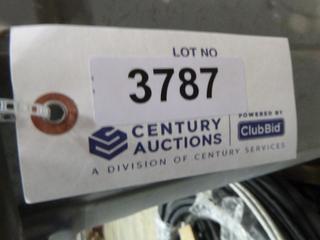 LOT NO
3787
CENTURY
AUCTIONS
POWERED BY
ClubBid
A DIVISION OF CENTURY SERVICES